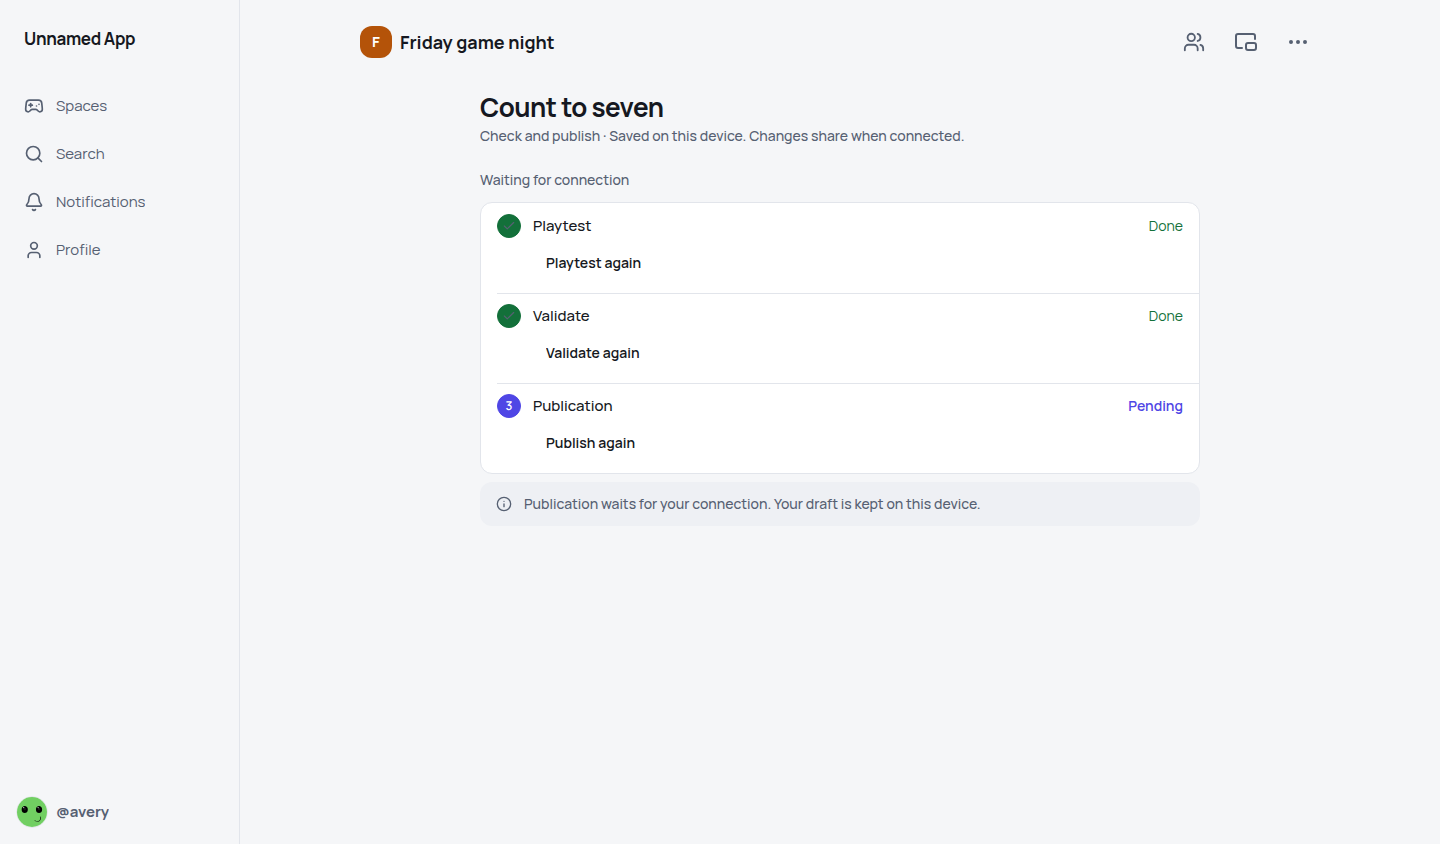 Unnamed App
Spaces
Search
Notifications
Profile
@avery
F Friday game night
Count to seven
Check and publish · Saved on this device. Changes share when connected.
Waiting for connection
Playtest Done
Playtest again
Validate Done
Validate again
3 Publication Pending
Publish again
Publication waits for your connection. Your draft is kept on this device.